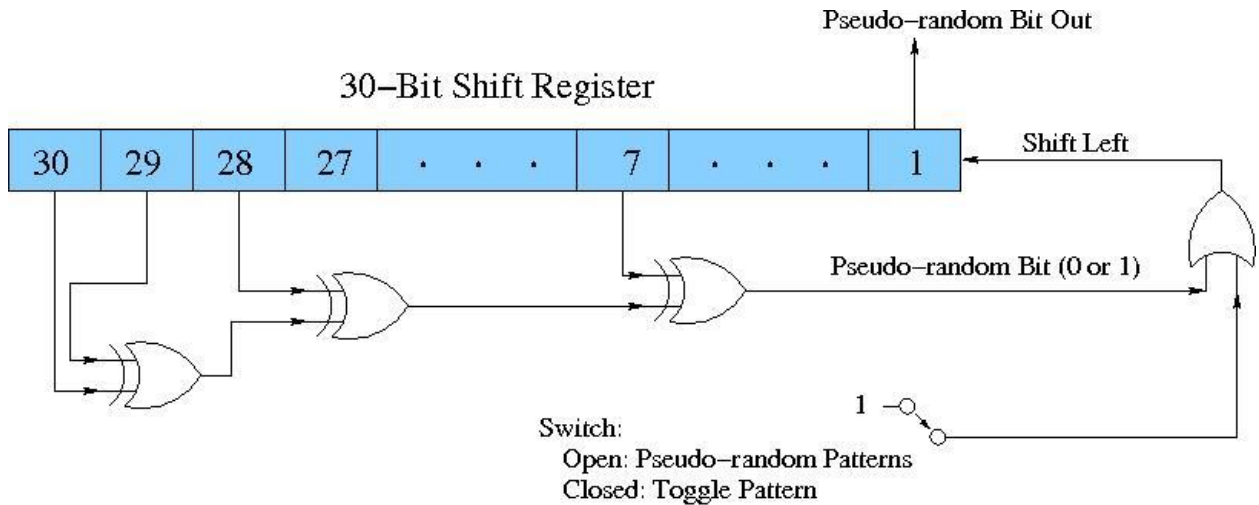 Pseudo-random Bit Out
30-Bit Shift Register
30 29 28 27 . . . 7 . . . 1
Shift Left
Pseudo-random Bit (0 or 1)
1
Switch:
Open: Pseudo-random Patterns
Closed: Toggle Pattern